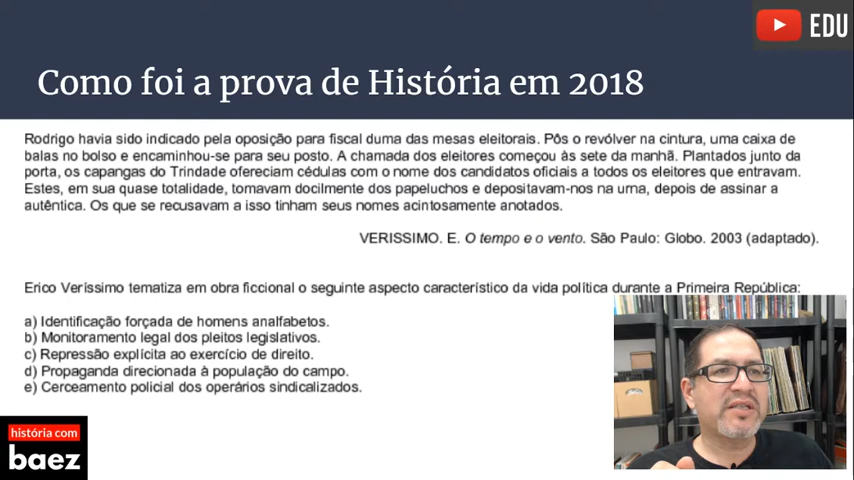 EDU
Como foi a prova de História em 2018
Rodrigo havia sido indicado pela oposição para fiscal duma das mesas eleitorais. Pôs o revólver na cintura, uma caixa de
balas no bolso e encaminhou-se para seu posto. A chamada dos eleitores começou às sete da manhã. Plantados junto da
porta, os capangas do Trindade ofereciam cédulas com o nome dos candidatos oficiais a todos os eleitores que entravam.
Estes, em sua quase totalidade, tomavam docilmente dos papeluchos e depositavam-nos na urna, depois de assinar a
autêntica. Os que se recusavam a isso tinham seus nomes acintosamente anotados.
VERISSIMO. E. O tempo e o vento. São Paulo: Globo. 2003 (adaptado).
Erico Veríssimo tematiza em obra ficcional o seguinte aspecto característico da vida política durante a Primeira República:
a) Identificação forçada de homens analfabetos.
b) Monitoramento legal dos pleitos legislativos.
c) Repressão explícita ao exercício de direito.
d) Propaganda direcionada à população do campo.
e) Cerceamento policial dos operários sindicalizados.
história com
baez